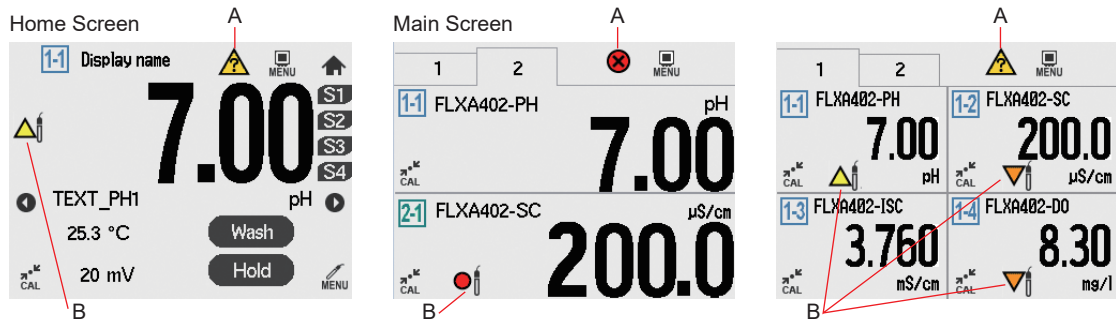 Home Screen
A
1-1 Display name
?
MENU
7.00
S1
S2
S3
S4
TEXT_PH1
pH
25.3 °C
Wash
CAL
20 mV
Hold
MENU
B
Main Screen
A
1
2
MENU
1-1 FLXA402-PH
pH
7.00
CAL
2-1 FLXA402-SC
µS/cm
200.0
CAL
B
A
1
2
?
MENU
1-1 FLXA402-PH
7.00
CAL
pH
1-2 FLXA402-SC
200.0
CAL
µS/cm
1-3 FLXA402-ISC
3.760
CAL
mS/cm
1-4 FLXA402-DO
8.30
CAL
mg/l
B